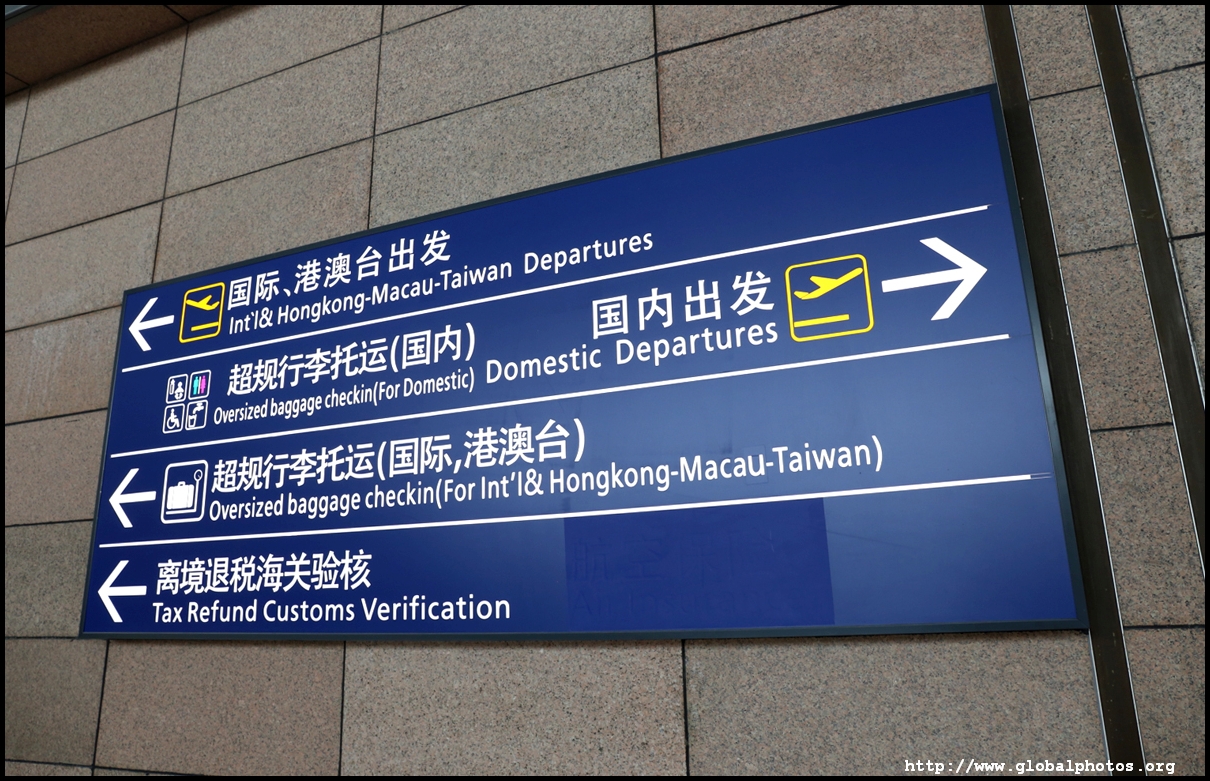 国际、港澳台出发
Int'l& Hongkong-Macau-Taiwan Departures
超规行李托运(国内)
Oversized baggage checkin(For Domestic)
国内出发
Domestic Departures
超规行李托运(国际,港澳台)
Oversized baggage checkin(For Int'l& Hongkong-Macau-Taiwan)
离境退税海关验核
Tax Refund Customs Verification
http://www.globalphotos.org